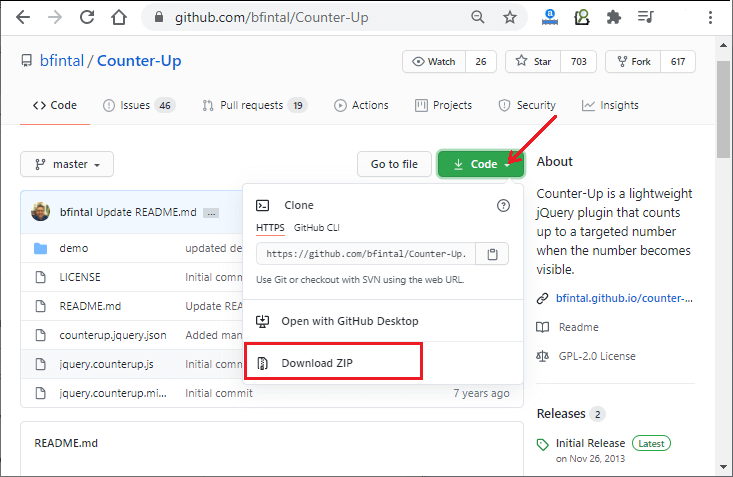 github.com/bfintal/Counter-Up
bfintal / Counter-Up
Watch 26
Star 703
Fork 617
Code
Issues 46
Pull requests 19
Actions
Projects
Security
Insights
master
Go to file
Code
About
Counter-Up is a lightweight
jQuery plugin that counts
up to a targeted number
when the number becomes
visible.
bfintal.github.io/counter-...
Readme
GPL-2.0 License
Releases 2
Initial Release Latest
on Nov 26, 2013
bfintal Update README.md ...
demo updated de
LICENSE Initial com
README.md Update REA
counterup.jquery.json Added man
jquery.counterup.js Initial com
jquery.counterup.mi... Initial commit 7 years ago
Clone
HTTPS GitHub CLI
https://github.com/bfintal/Counter-Up.
Use Git or checkout with SVN using the web URL.
Open with GitHub Desktop
Download ZIP
README.md